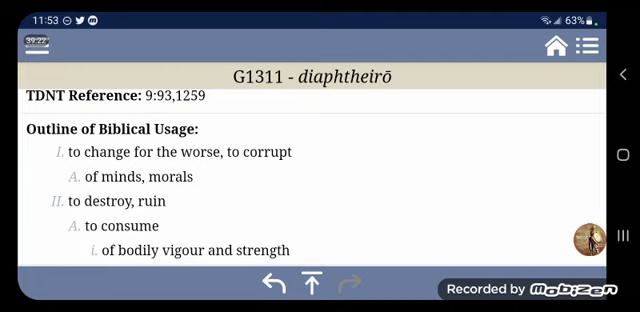 11:53 63%
39:22
G1311 - diaphtheirō
TDNT Reference: 9:93,1259
Outline of Biblical Usage:
I. to change for the worse, to corrupt
A. of minds, morals
II. to destroy, ruin
A. to consume
i. of bodily vigour and strength
Recorded by Mobizen